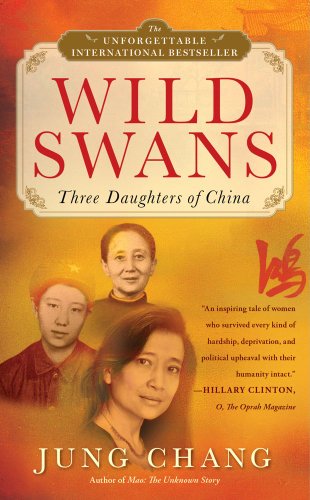 The
UNFORGETTABLE
INTERNATIONAL BESTSELLER
WILD
SWANS
Three Daughters of China
鴻
"An inspiring tale of women
who survived every kind of
hardship, deprivation, and
political upheaval with their
humanity intact."
—HILLARY CLINTON,
O, The Oprah Magazine
JUNG CHANG
Author of Mao: The Unknown Story